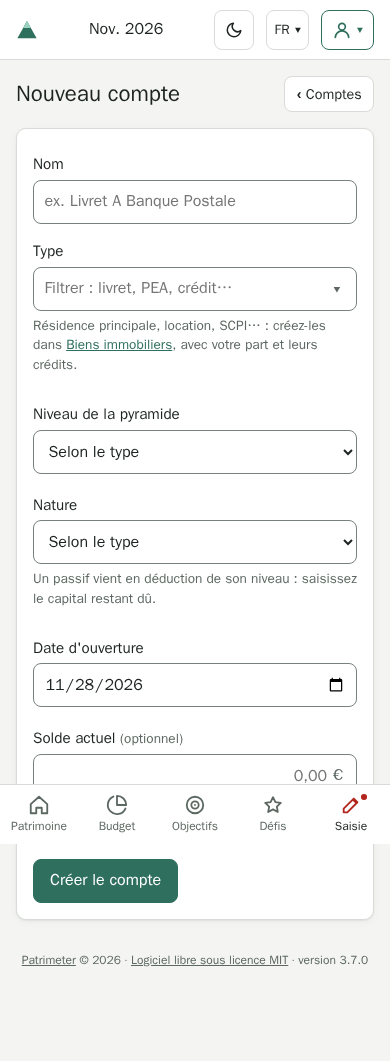 Nov. 2026
FR ▾
▾
Nouveau compte
‹ Comptes
Nom
ex. Livret A Banque Postale
Type
Filtrer : livret, PEA, crédit…
Résidence principale, location, SCPI… : créez-les
dans Biens immobiliers, avec votre part et leurs
crédits.
Niveau de la pyramide
Selon le type
Nature
Selon le type
Un passif vient en déduction de son niveau : saisissez
le capital restant dû.
Date d'ouverture
11/28/2026
Solde actuel (optionnel)
0,00 €
Patrimoine
Budget
Objectifs
Défis
Saisie
Créer le compte
Patrimeter © 2026 · Logiciel libre sous licence MIT · version 3.7.0